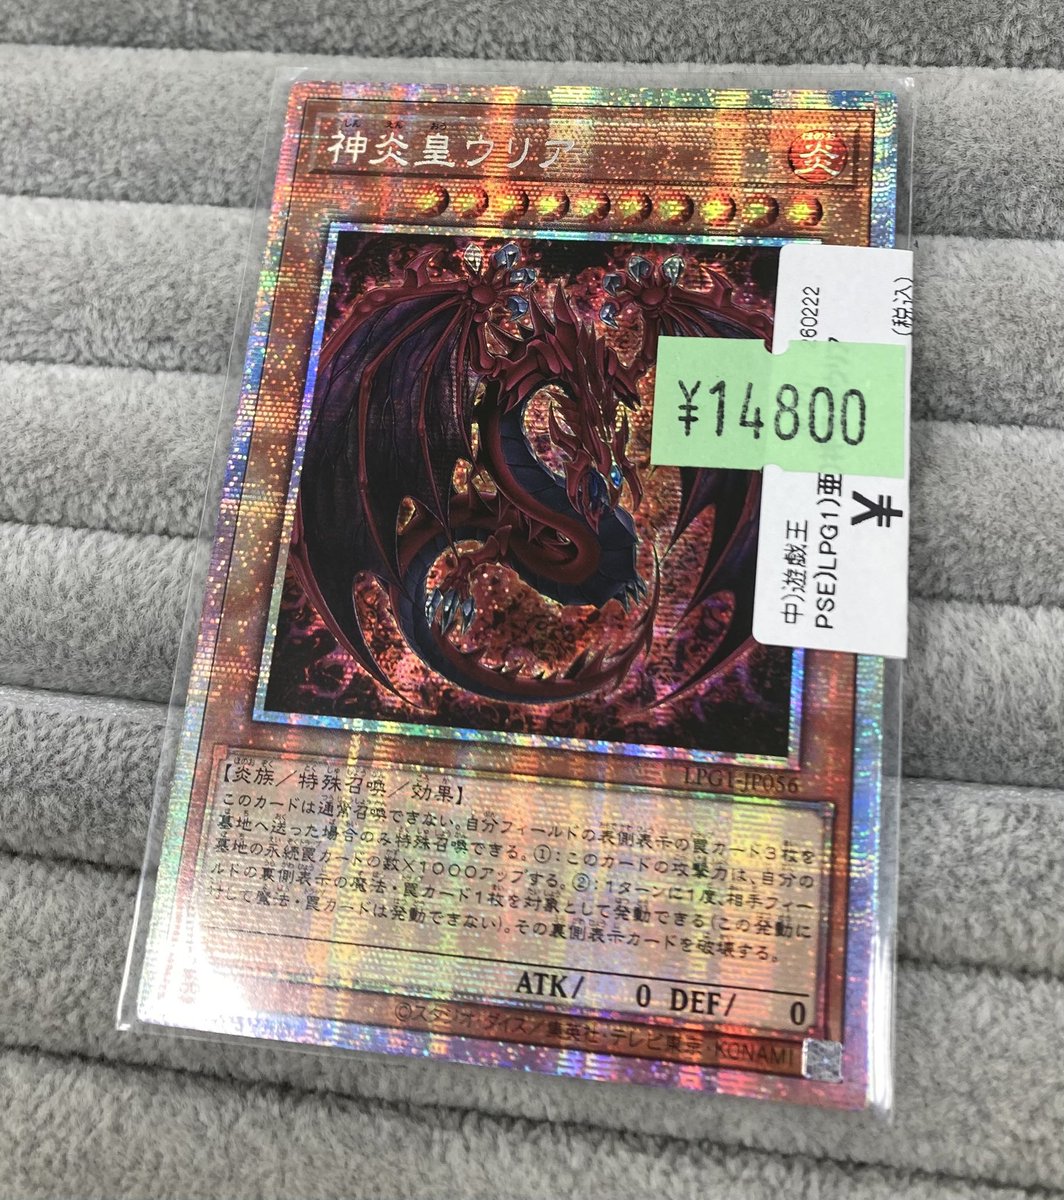 神炎皇ウリア
炎
60222
(税込)
¥14800
¥
中)遊戯王
PSE)LPG1)亜
LPG1-JP056
【炎族／特殊召喚／効果】
このカードは通常召喚できない。自分フィールドの表側表示の罠カード3枚を
墓地へ送った場合のみ特殊召喚できる。①：このカードの攻撃力は、自分の
墓地の永続罠カードの数×1000アップする。②：1ターンに1度、相手フィー
ルドの裏側表示の魔法・罠カード1枚を対象として発動できる(この発動に
対して魔法・罠カードは発動できない)。その裏側表示カードを破壊する。
ATK/ 0 DEF/ 0
©スタジオ・ダイス/集英社・テレビ東京・KONAMI